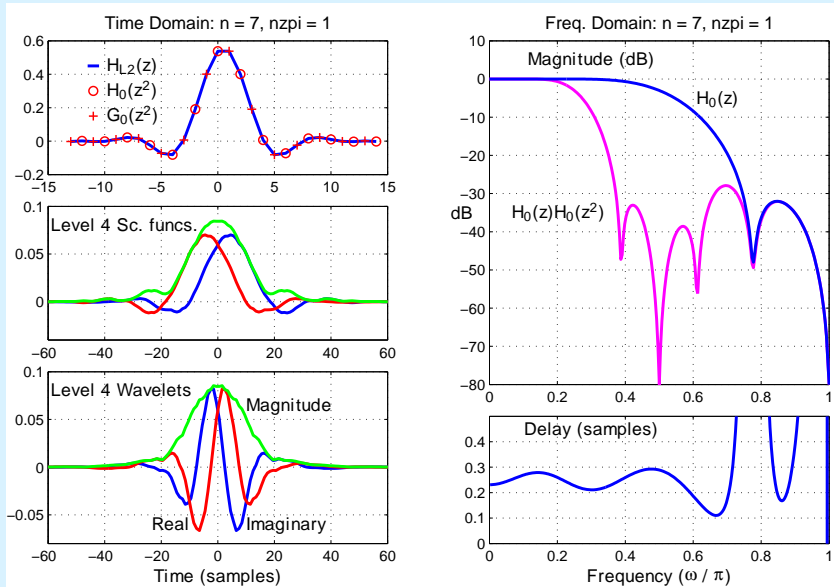 Time Domain: n = 7, nzpi = 1
0.6
0.4
0.2
0
−0.2
H_L2(z)
H_0(z^2)
G_0(z^2)
−15 −10 −5 0 5 10 15
Level 4 Sc. funcs.
0.1
0.05
0
−60 −40 −20 0 20 40 60
Level 4 Wavelets
Magnitude
Real
Imaginary
0.1
0.05
0
−0.05
−60 −40 −20 0 20 40 60
Time (samples)
Freq. Domain: n = 7, nzpi = 1
Magnitude (dB)
H_0(z)
H_0(z)H_0(z^2)
10
0
−10
−20
−30
dB
−40
−50
−60
−70
−80
0 0.2 0.4 0.6 0.8 1
Delay (samples)
0.4
0.3
0.2
0.1
0
0 0.2 0.4 0.6 0.8 1
Frequency (ω / π)